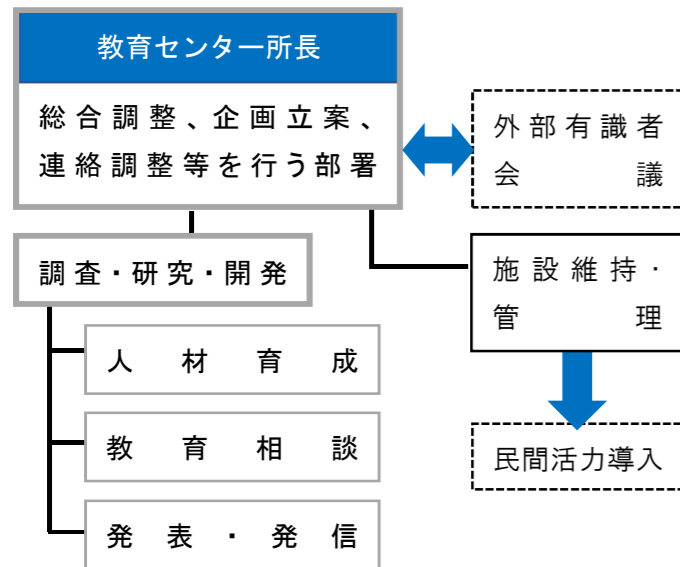 教育センター所長
総合調整、企画立案、
連絡調整等を行う部署
外部有識者
会議
調査・研究・開発
施設維持・
管理
人材育成
教育相談
民間活力導入
発表・発信